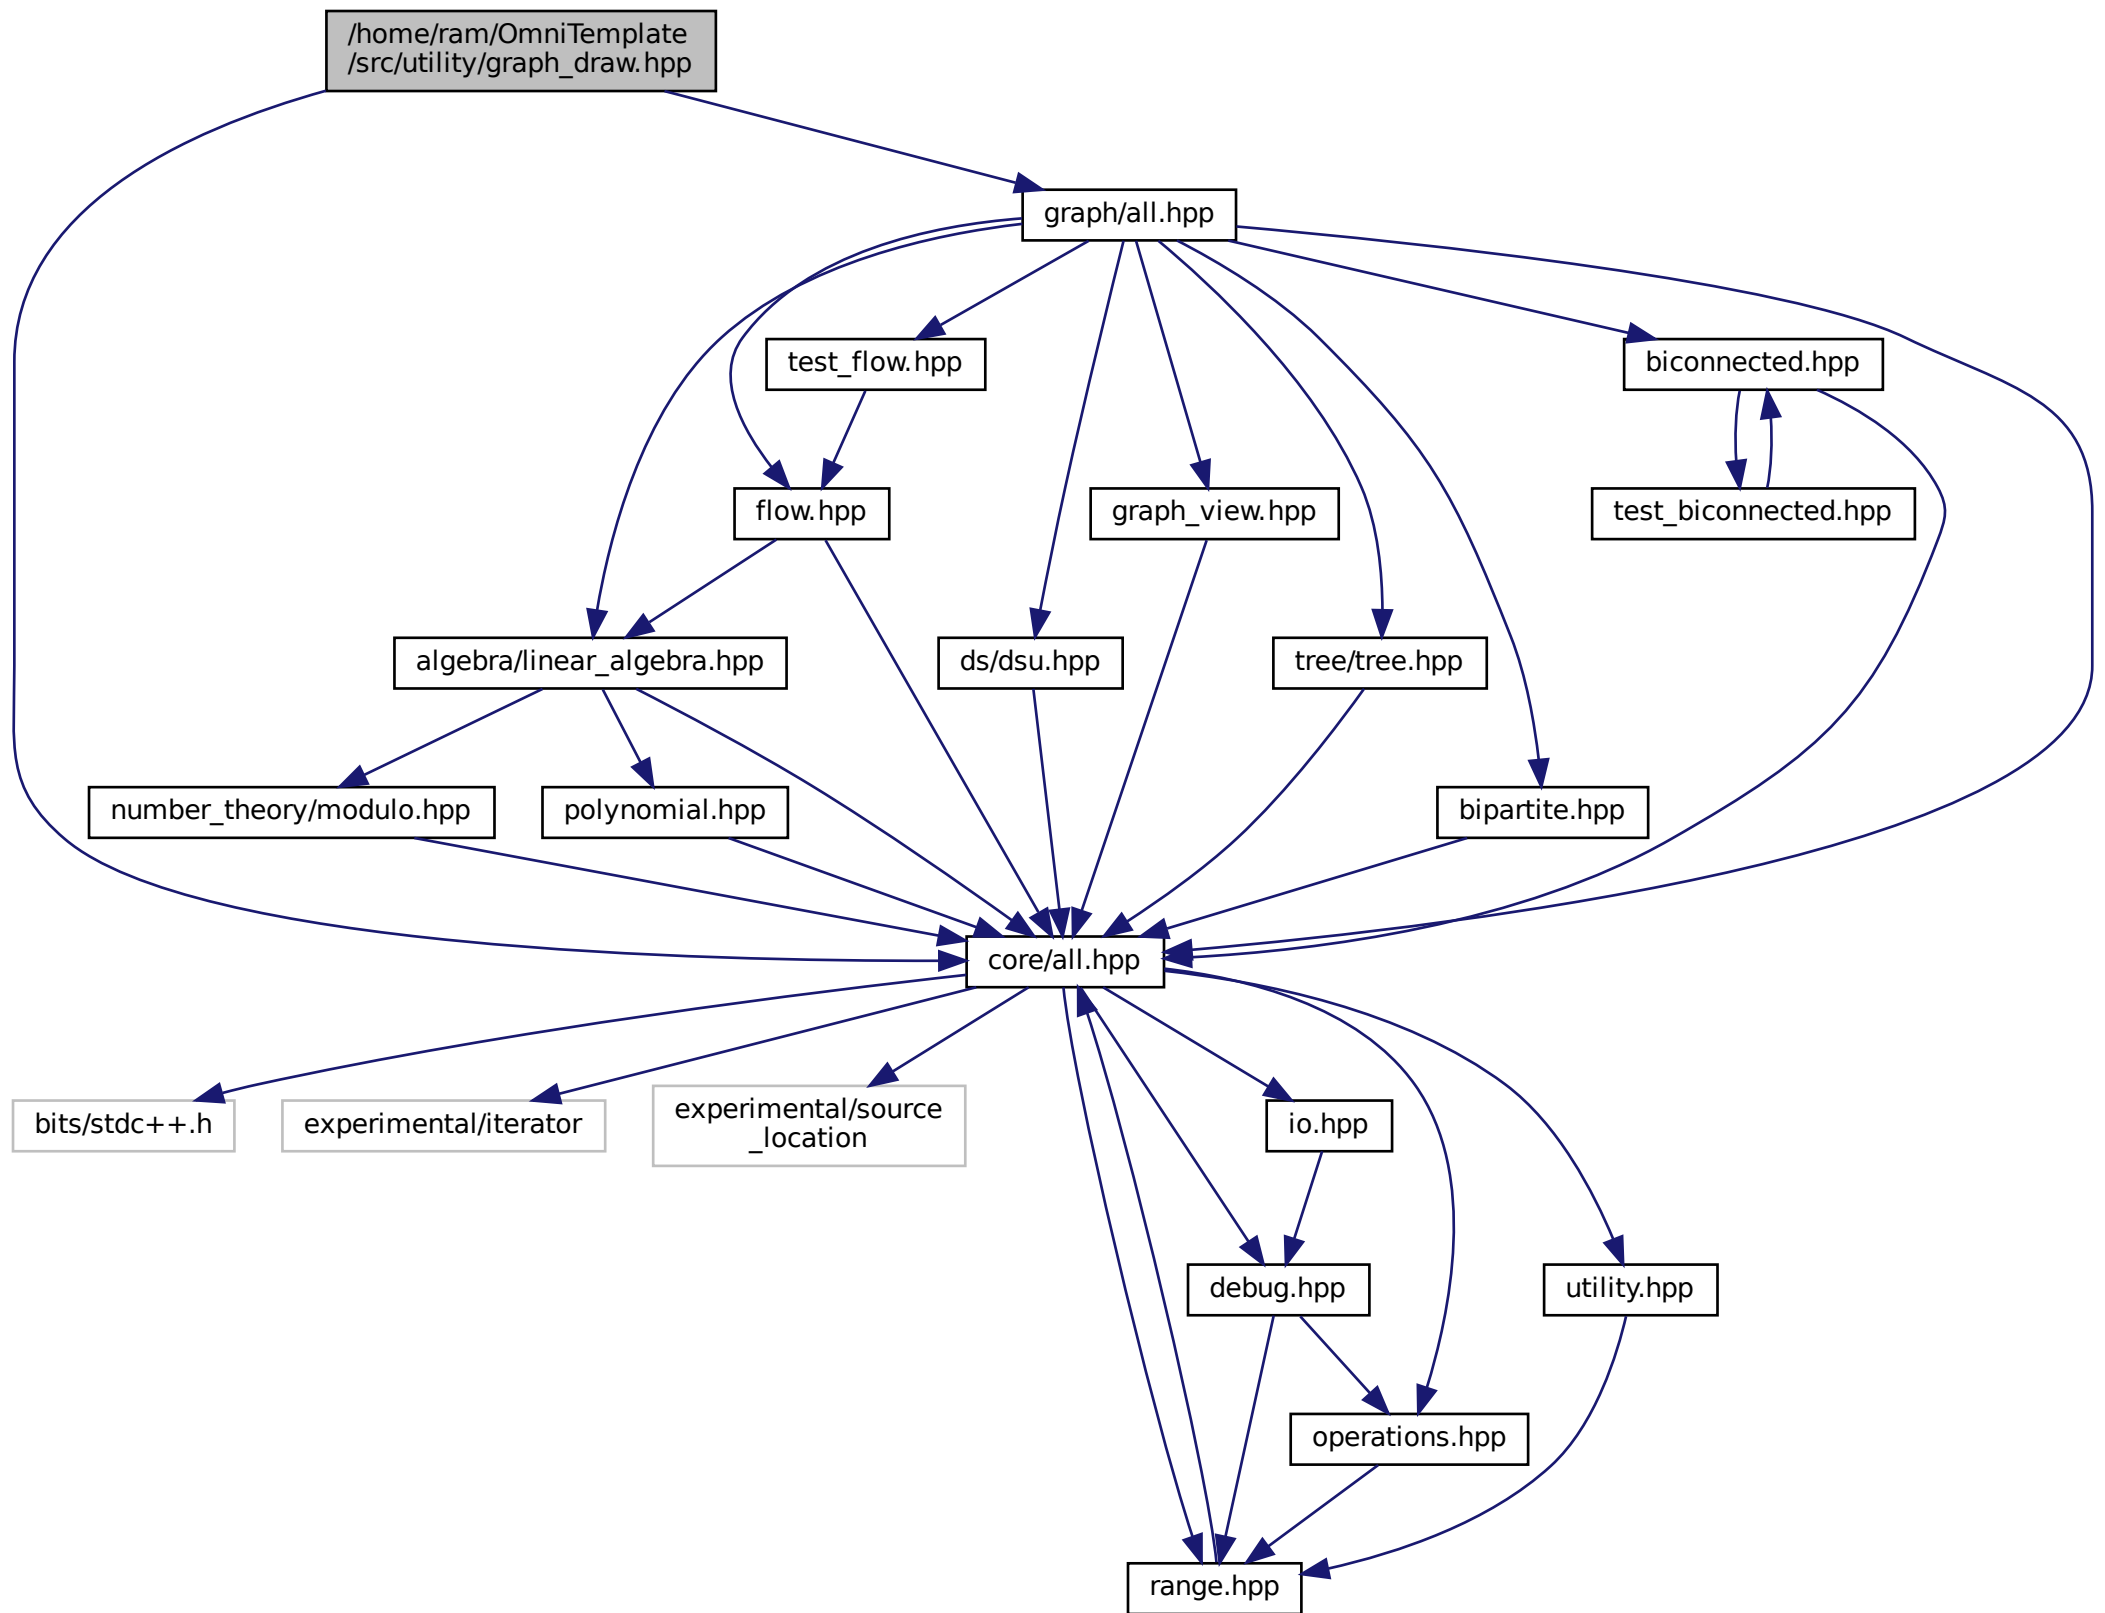 /home/ram/OmniTemplate
/src/utility/graph_draw.hpp
graph/all.hpp
test_flow.hpp
biconnected.hpp
flow.hpp
graph_view.hpp
test_biconnected.hpp
algebra/linear_algebra.hpp
ds/dsu.hpp
tree/tree.hpp
number_theory/modulo.hpp
polynomial.hpp
bipartite.hpp
core/all.hpp
bits/stdc++.h
experimental/iterator
experimental/source
_location
io.hpp
debug.hpp
utility.hpp
operations.hpp
range.hpp